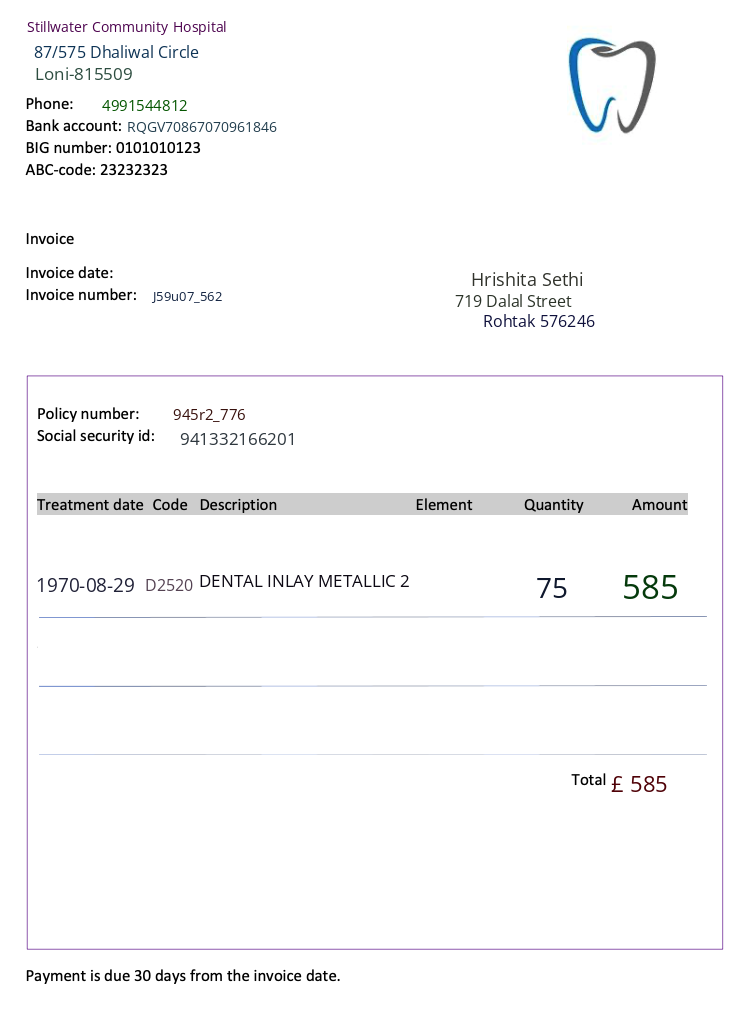 Stillwater Community Hospital
87/575 Dhaliwal Circle
Loni-815509
Phone: 4991544812
Bank account: RQGV70867070961846
BIG number: 0101010123
ABC-code: 23232323
Invoice
Invoice date:
Invoice number: J59u07_562
Hrishita Sethi
719 Dalal Street
Rohtak 576246
Policy number: 945r2_776
Social security id: 941332166201
Treatment date Code Description Element Quantity Amount
1970-08-29 D2520 DENTAL INLAY METALLIC 2 75 585
Total £ 585
Payment is due 30 days from the invoice date.